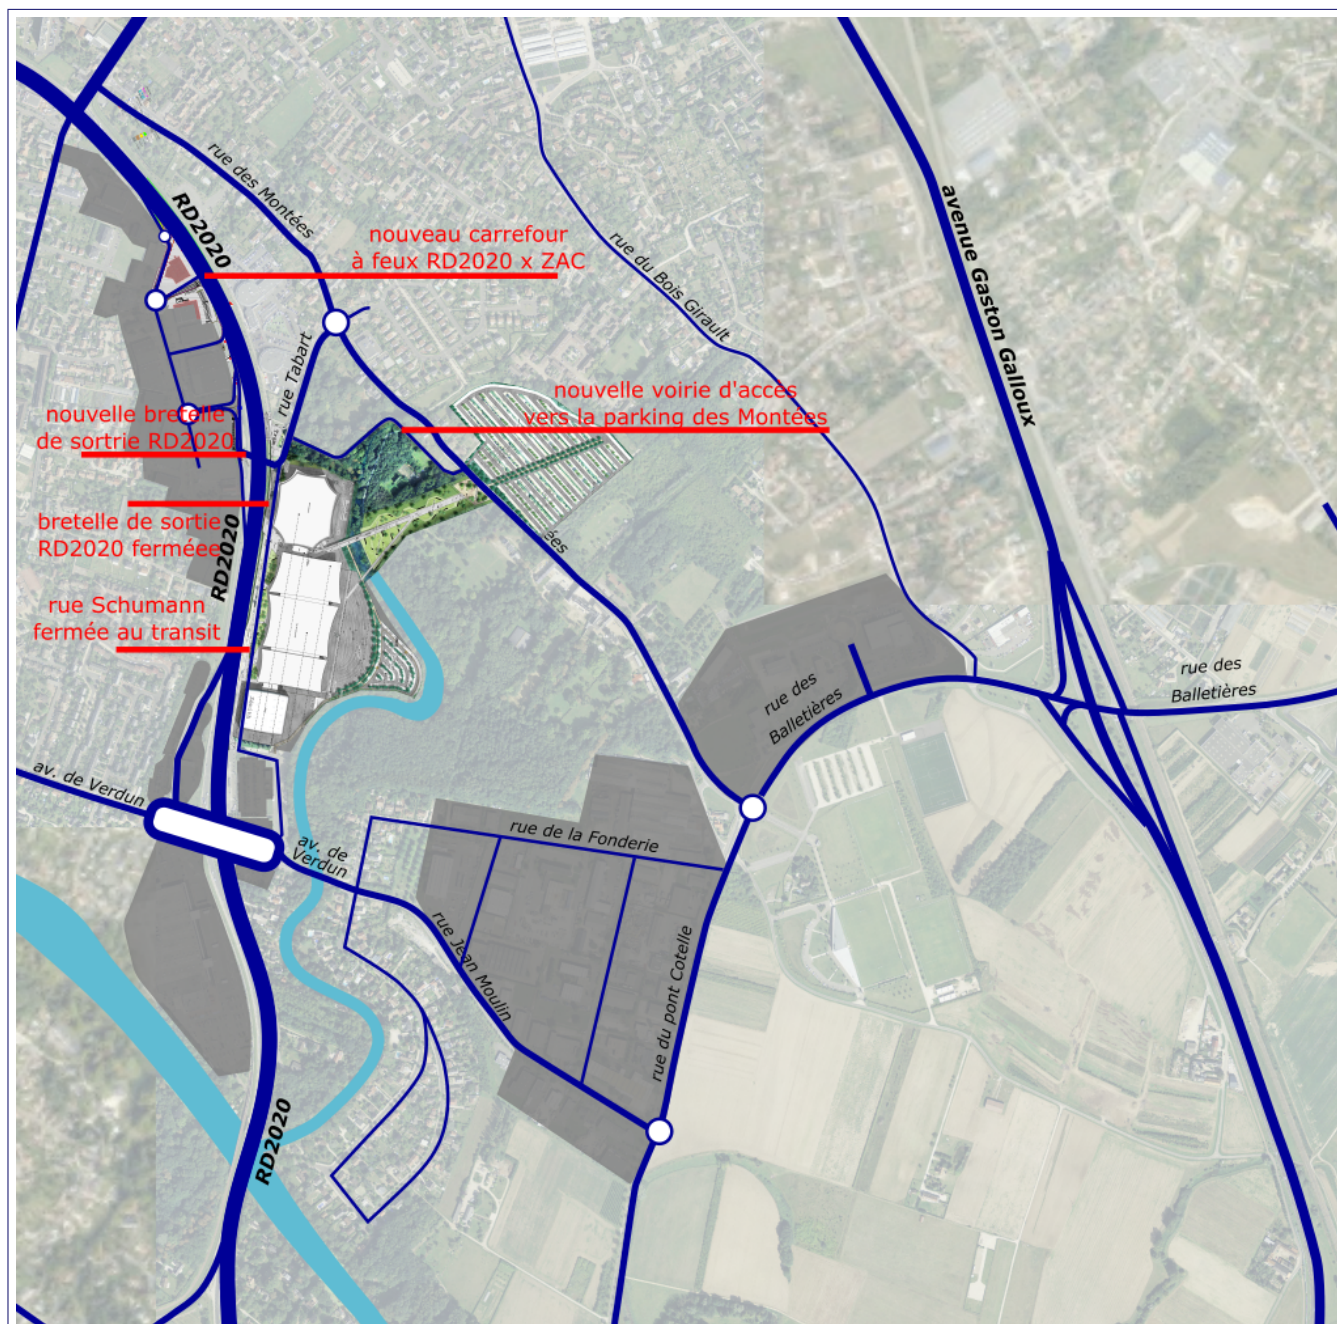 rue des Montées
RD2020
nouveau carrefour
à feux RD2020 x ZAC
rue du Bois Girault
avenue Gaston Galloux
rue Tabart
nouvelle voirie d'accès
vers la parking des Montées
nouvelle bretelle
de sortrie RD2020
bretelle de sortie
RD2020 ferméee
RD2020
ées
rue Schumann
fermée au transit
rue des
Balletières
rue des
Balletières
av. de Verdun
av. de
Verdun
rue de la Fonderie
rue Jean Moulin
rue du pont Cotelle
RD2020